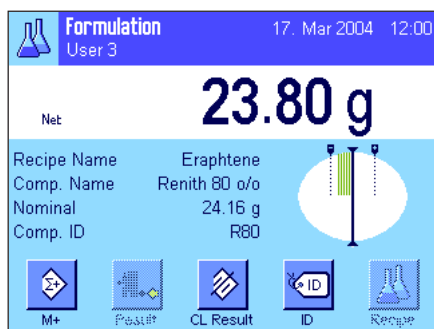 Formulation
17. Mar 2004 12:00
User 3
Net 23.80 g
Recipe Name Eraphtene
Comp. Name Renith 80 o/o
Nominal 24.16 g
Comp. ID R80
Σ+
ID
M+ Result CL Result ID Recipe